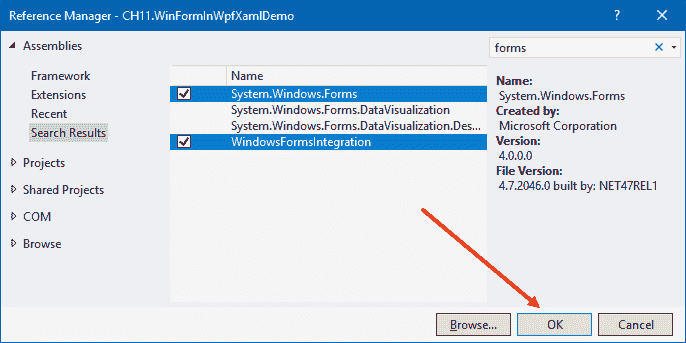 Reference Manager - CH11.WinFormInWpfXamlDemo
? ×
Assemblies
Framework
Extensions
Recent
Search Results
Projects
Shared Projects
COM
Browse
Name
System.Windows.Forms
System.Windows.Forms.DataVisualization
System.Windows.Forms.DataVisualization.Des...
WindowsFormsIntegration
forms
Name:
System.Windows.Forms
Created by:
Microsoft Corporation
Version:
4.0.0.0
File Version:
4.7.2046.0 built by: NET47REL1
Browse...
OK
Cancel